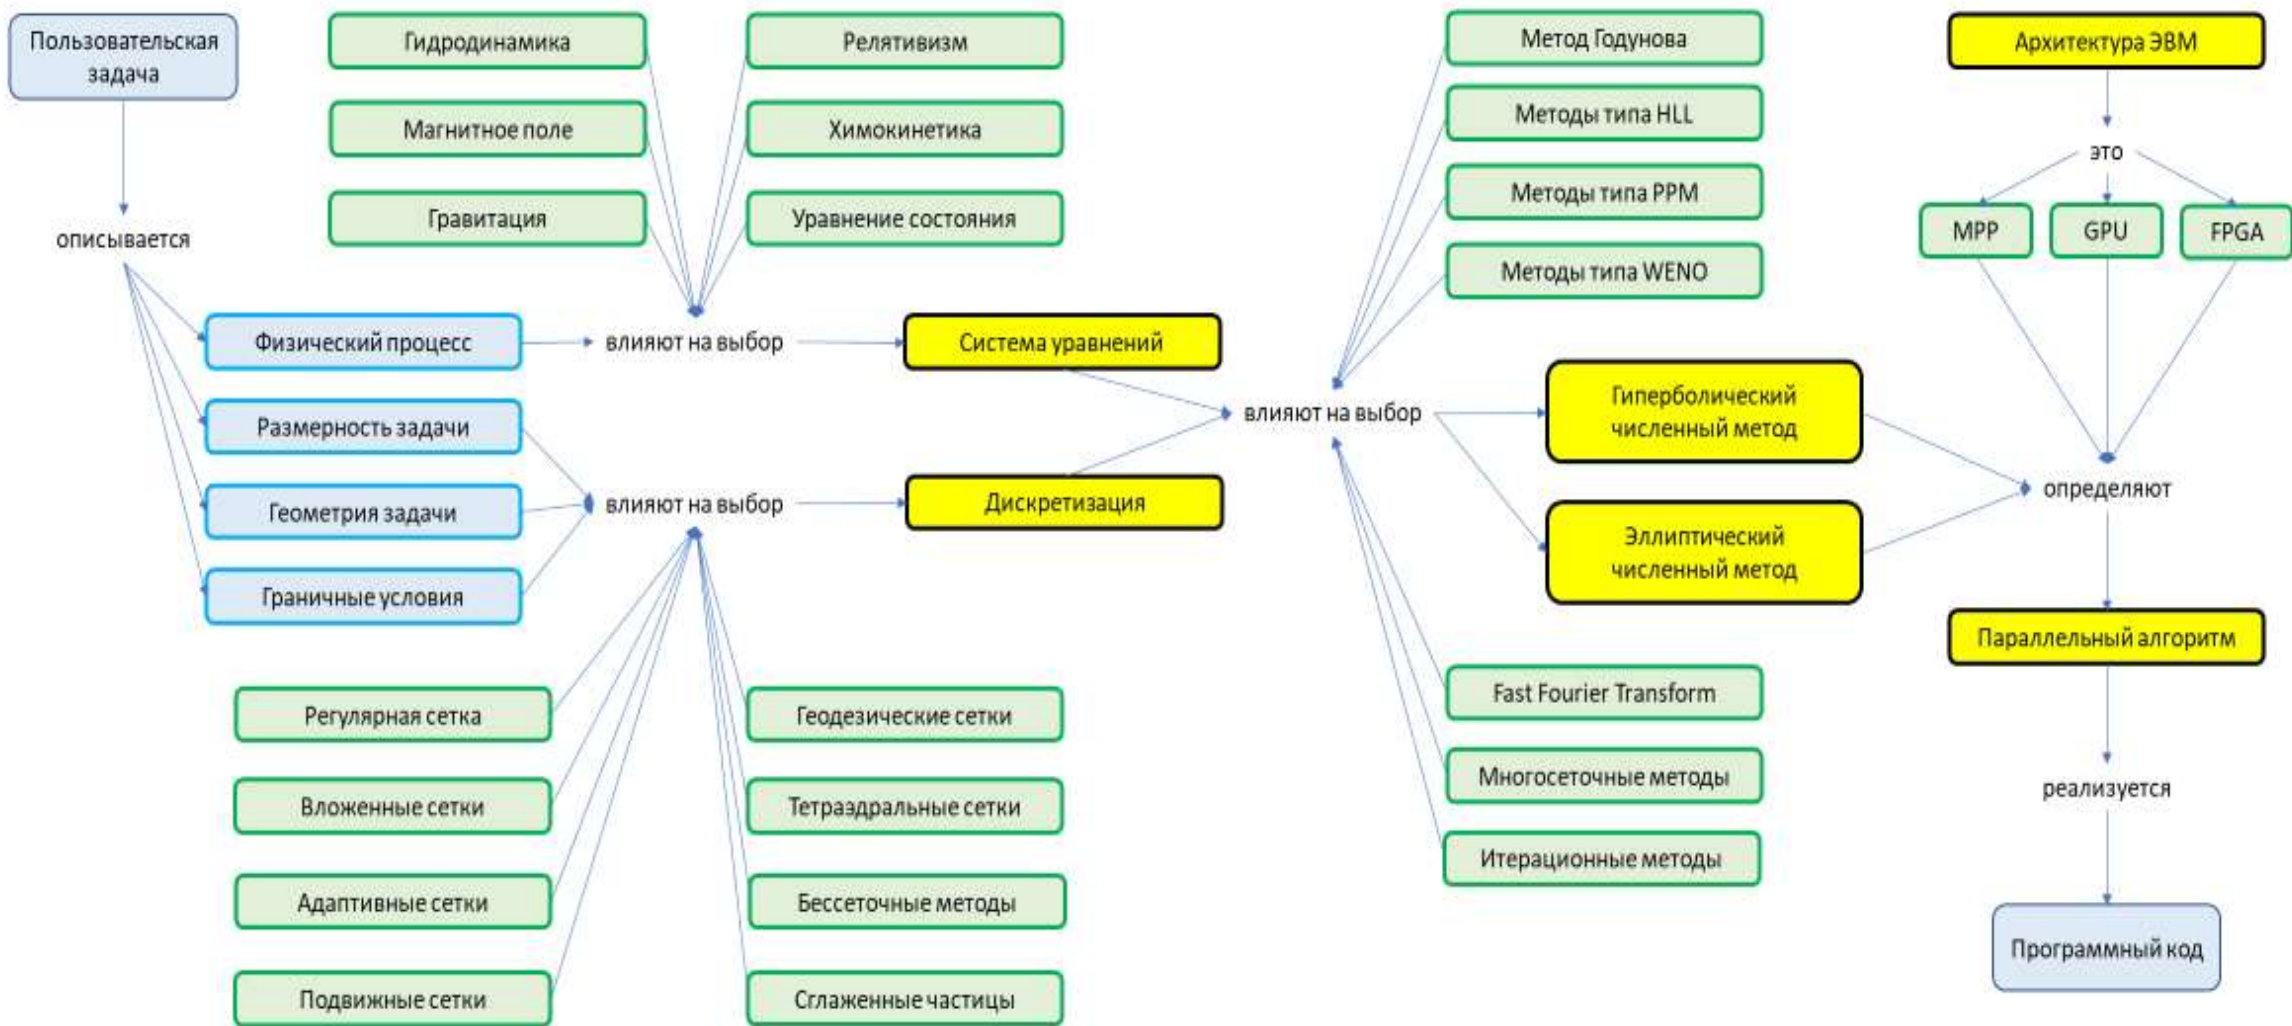 Пользовательская
задача
описывается
Физический процесс
Размерность задачи
Геометрия задачи
Граничные условия
Гидродинамика
Магнитное поле
Гравитация
Релятивизм
Химокинетика
Уравнение состояния
влияют на выбор
Система уравнений
влияют на выбор
Дискретизация
Регулярная сетка
Вложенные сетки
Адаптивные сетки
Подвижные сетки
Геодезические сетки
Тетраэдральные сетки
Бессеточные методы
Сглаженные частицы
Метод Годунова
Методы типа HLL
Методы типа PPM
Методы типа WENO
влияют на выбор
Гиперболический
численный метод
Эллиптический
численный метод
Fast Fourier Transform
Многосеточные методы
Итерационные методы
Архитектура ЭВМ
это
MPP
GPU
FPGA
определяют
Параллельный алгоритм
реализуется
Программный код